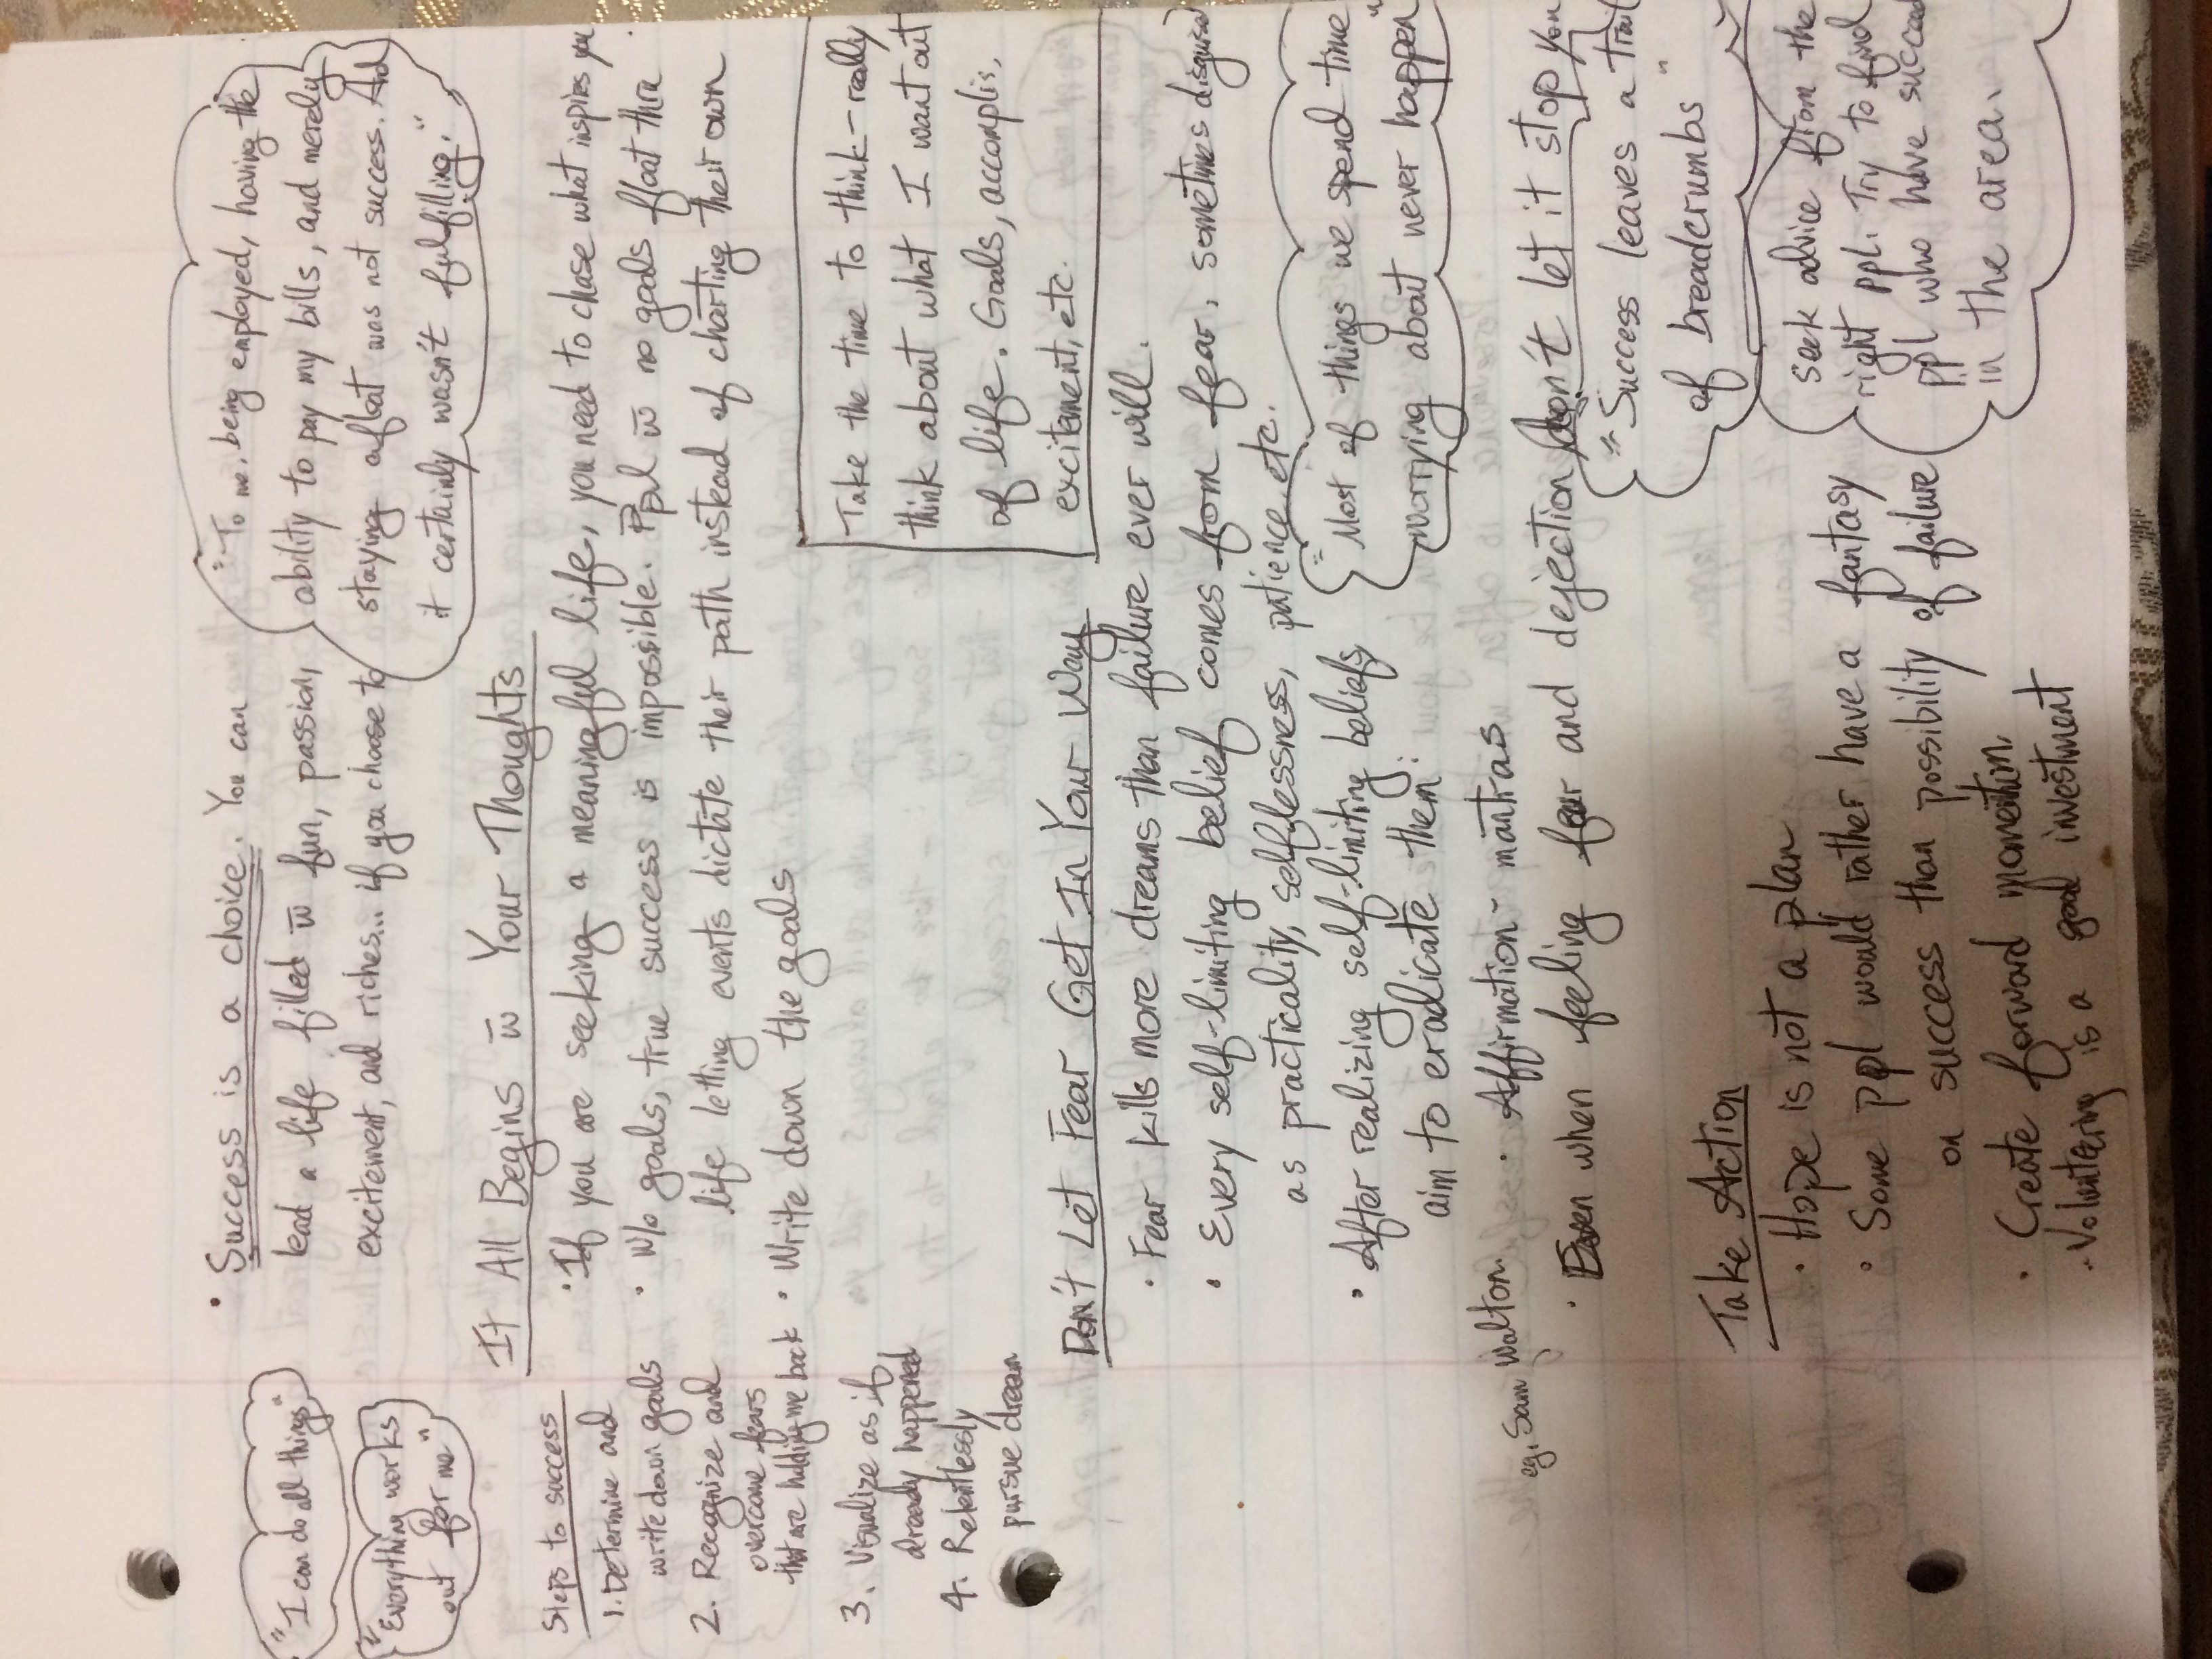 • Success is a choice. You can
lead a life filled w̄ fun, passion,
excitement, and riches... if you choose to
"To me, being employed, having the
ability to pay my bills, and merely
staying afloat was not success. And
it certainly wasn't fulfilling."
"I can do all things"
"Everything works
out for me"
It All Begins w̄ Your Thoughts
• If you are seeking a meaningful life, you need to chase what inspires you
• W/o goals, true success is impossible. Ppl w̄ no goals float thru
life letting events dictate their path instead of charting their own
• Write down the goals
Steps to success
1. Determine and
write down goals
2. Recognize and
overcome fears
that are holding me back
3. Visualize as if
already happened
4. Relentlessly
pursue dream
Take the time to think - really
think about what I want out
of life. Goals, accomplis,
excitement, etc.
Don't Let Fear Get In Your Way
• Fear kills more dreams than failure ever will.
• Every self-limiting belief comes from fear, sometimes disguised
as practicality, selflessness, patience, etc.
• After realizing self-limiting beliefs,
aim to eradicate them:
• Affirmation - mantras
"Most of things we spend time
worrying about never happen"
eg. Sam Walton.
• Even when feeling fear and dejection, don't let it stop you
"Success leaves a trail
of breadcrumbs"
Take Action
• Hope is not a plan
• Some ppl would rather have a fantasy
on success than possibility of failure
• Create forward momentum.
• Volunteering is a good investment
seek advice from the
right ppl. Try to find
ppl who have succeed
in the area.